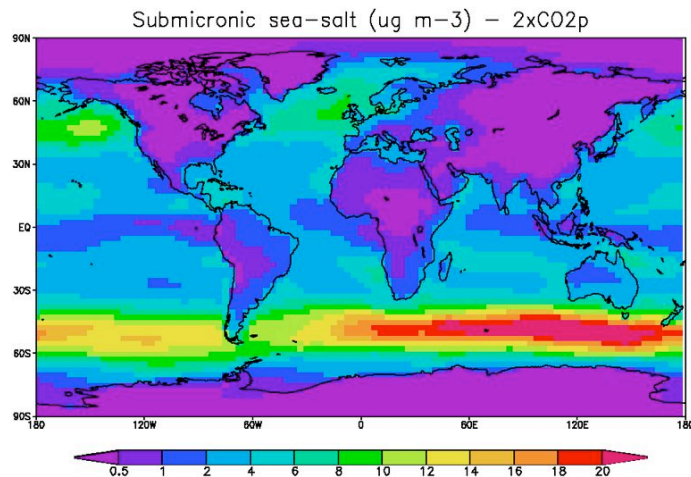 Submicronic sea-salt (ug m-3) - 2xCO2p
90N
60N
30N
EQ
30S
60S
90S
180 120W 60W 0 60E 120E 180
0.5 1 2 4 6 8 10 12 14 16 18 20